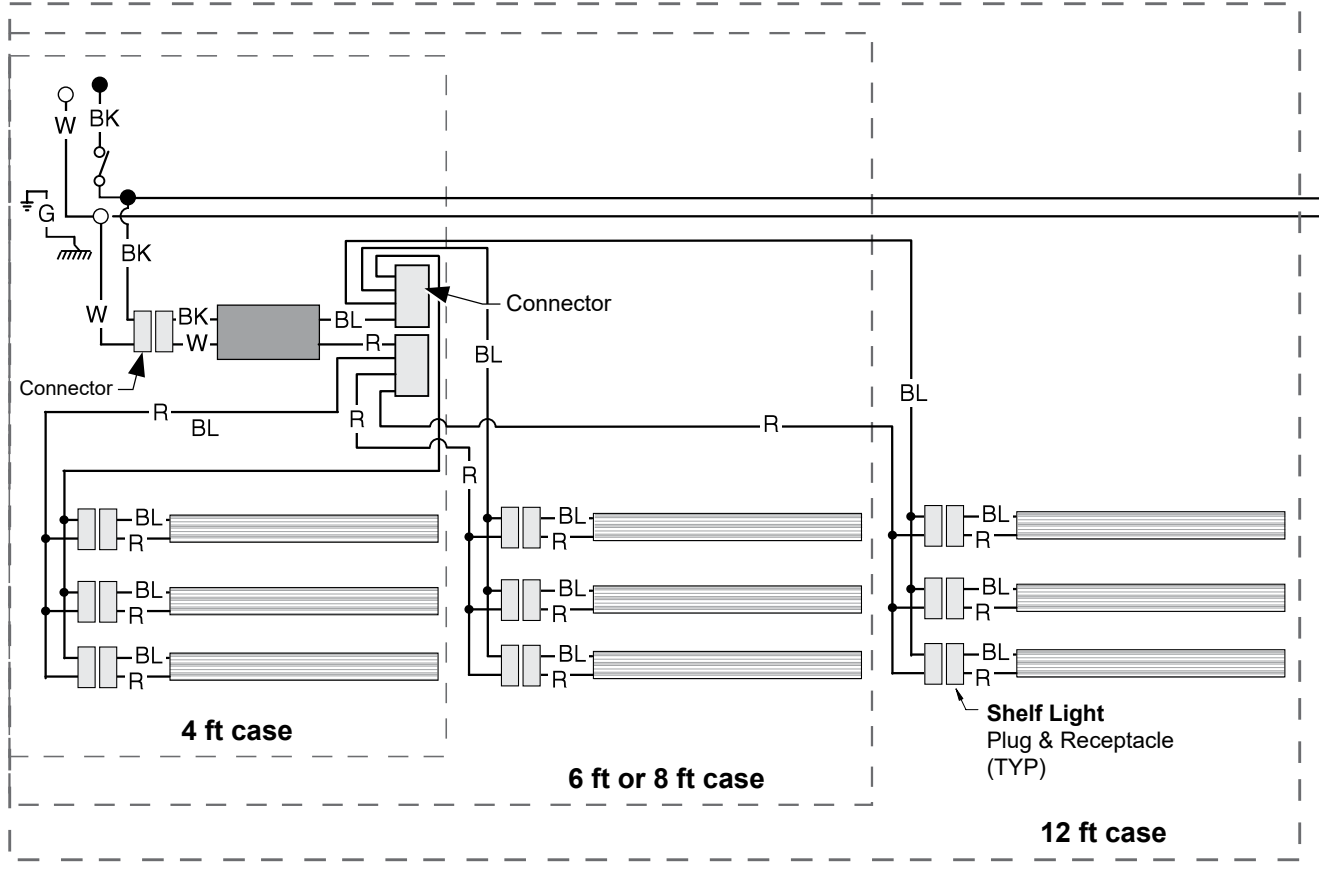 W
BK
G
BK
W
BK
BL
W
R
Connector
Connector
BL
R
BL
R
BL
R
R
BL
R
BL
R
BL
R
BL
R
BL
R
BL
R
BL
R
BL
R
BL
R
BL
R
4 ft case
Shelf Light
Plug & Receptacle
(TYP)
6 ft or 8 ft case
12 ft case